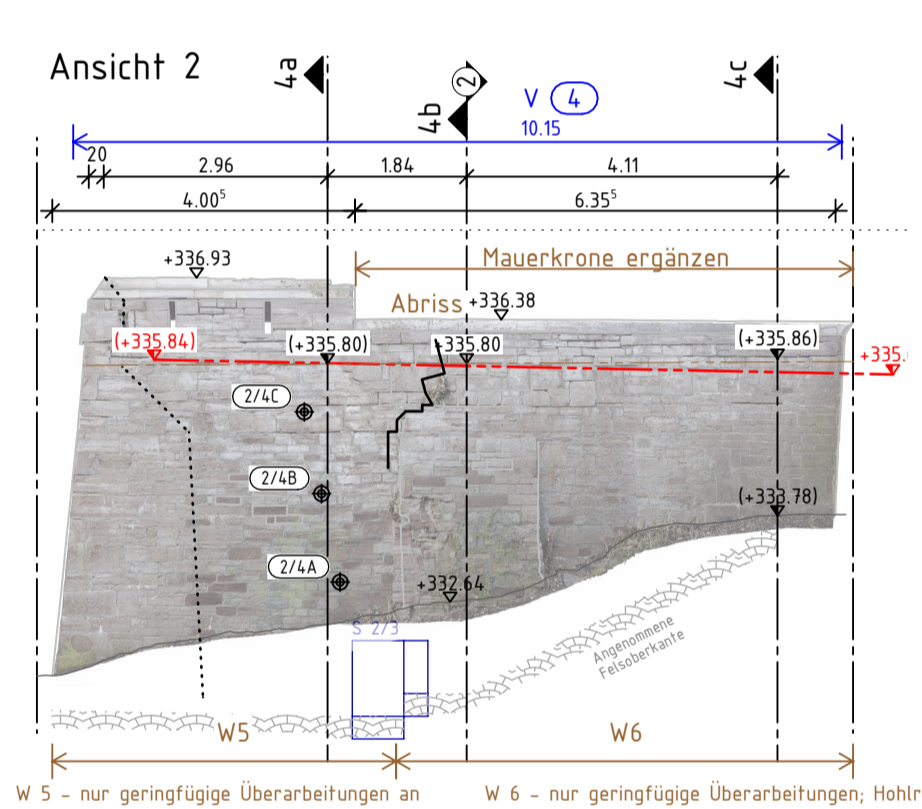 Ansicht 2
4a
4b
2
4c
V 4
10.15
20
2.96
1.84
4.11
4.00⁵
6.35⁵
+336.93
Mauerkrone ergänzen
Abriss
+336.38
(+335.84)
(+335.80)
+335.80
(+335.86)
+335.
2/4C
2/4B
(+333.78)
2/4A
+332.64
S 2/3
Angenommene
Felsoberkante
W5
W6
W 5 - nur geringfügige Überarbeitungen an
W 6 - nur geringfügige Überarbeitungen; Hohlr